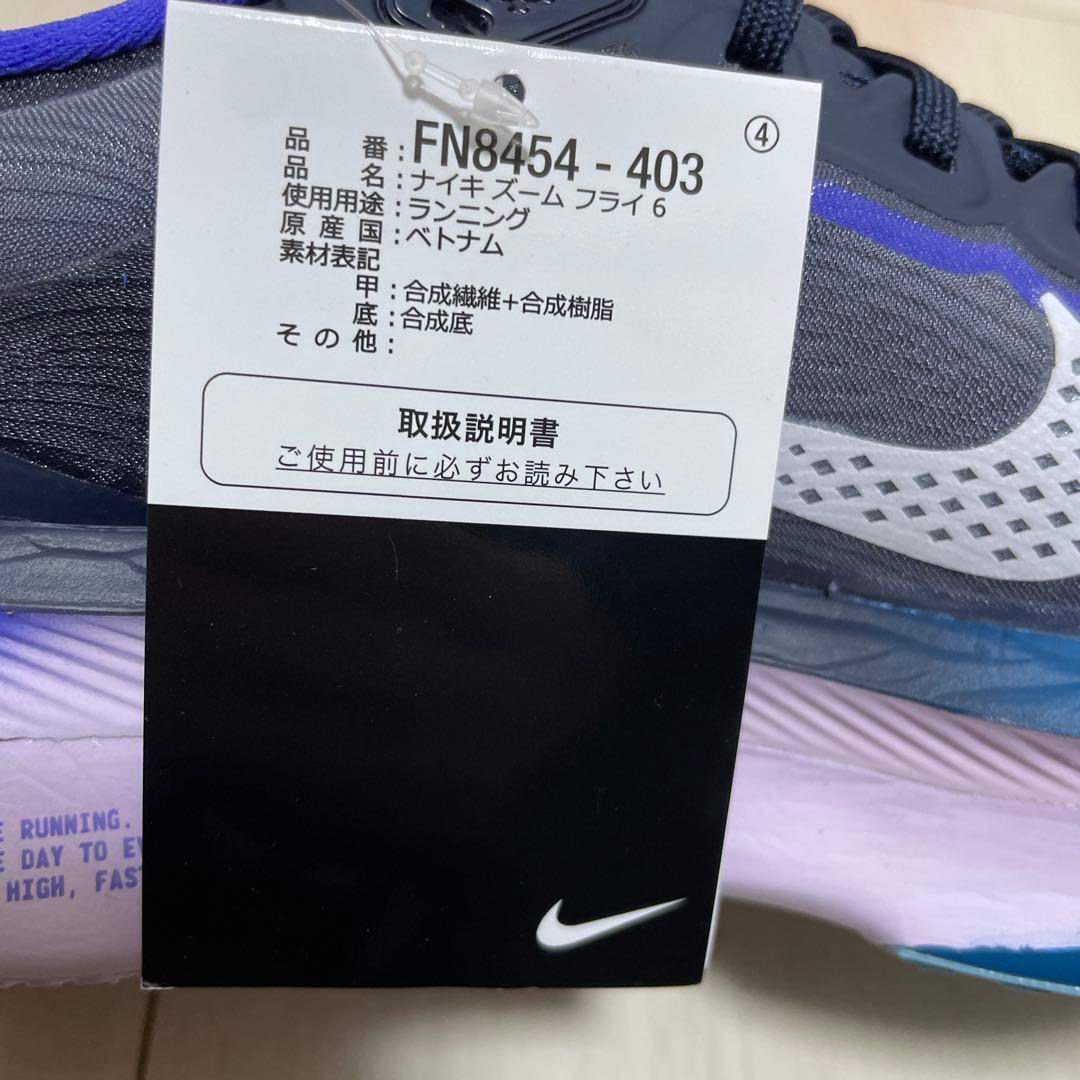 ④
品番:FN8454-403
品名:ナイキ ズーム フライ 6
使用用途:ランニング
原産国:ベトナム
素材表記
甲:合成繊維+合成樹脂
底:合成底
その他:
取扱説明書
ご使用前に必ずお読み下さい
RUNNING.
DAY TO
HIGH,